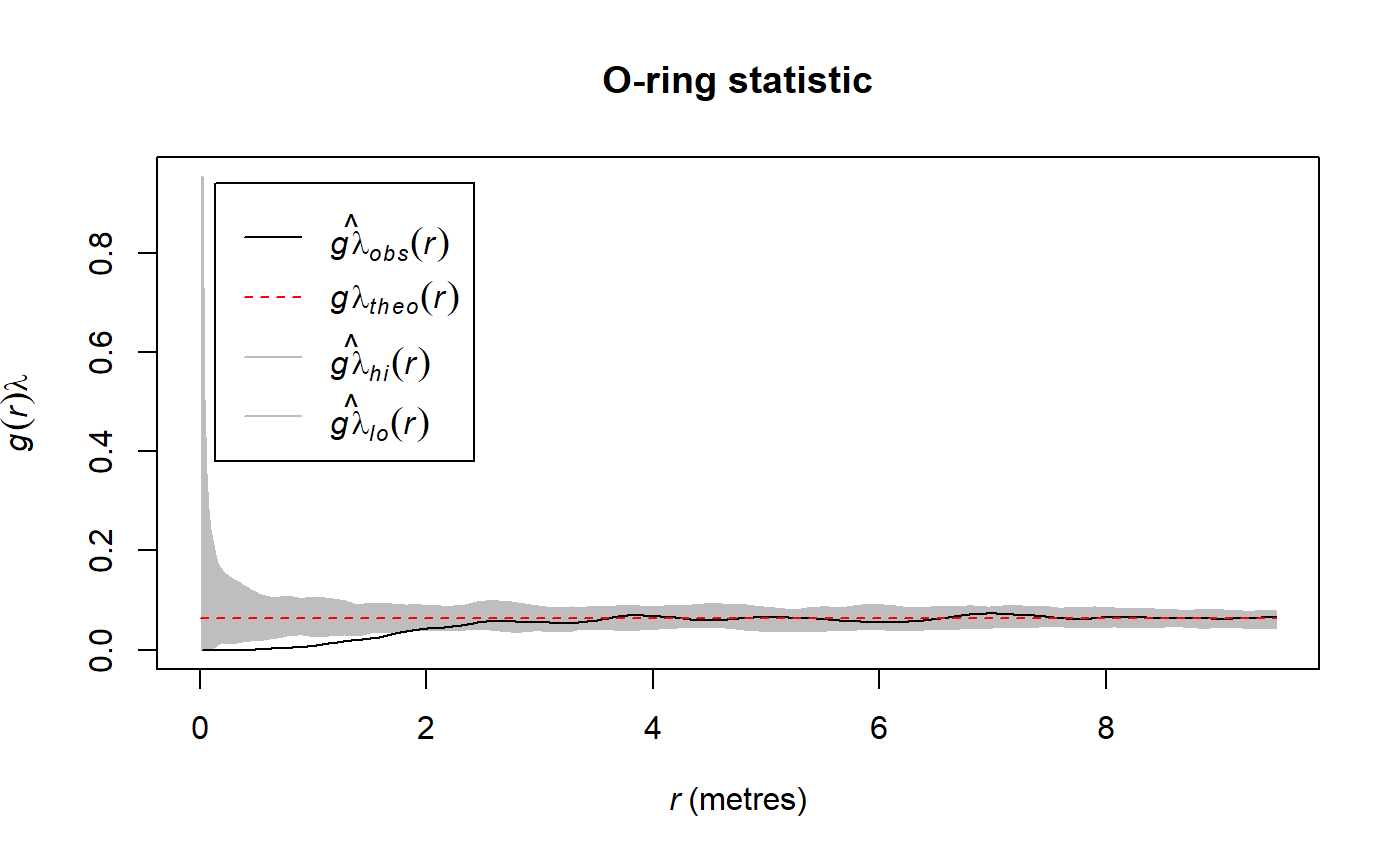 O-ring statistic
g(r)λ
0.8
0.6
0.4
0.2
0.0
ĝλ_obs(r)
gλ_theo(r)
ĝλ_hi(r)
ĝλ_lo(r)
0 2 4 6 8
r (metres)